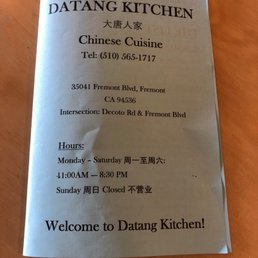 DATANG KITCHEN
大唐人家
Chinese Cuisine
Tel: (510) 565-1717
35041 Fremont Blvd, Fremont
CA 94536
Intersection: Decoto Rd & Fremont Blvd
Hours:
Monday – Saturday 周一至周六:
11:00AM — 8:30 PM
Sunday 周日 Closed 不营业
Welcome to Datang Kitchen!